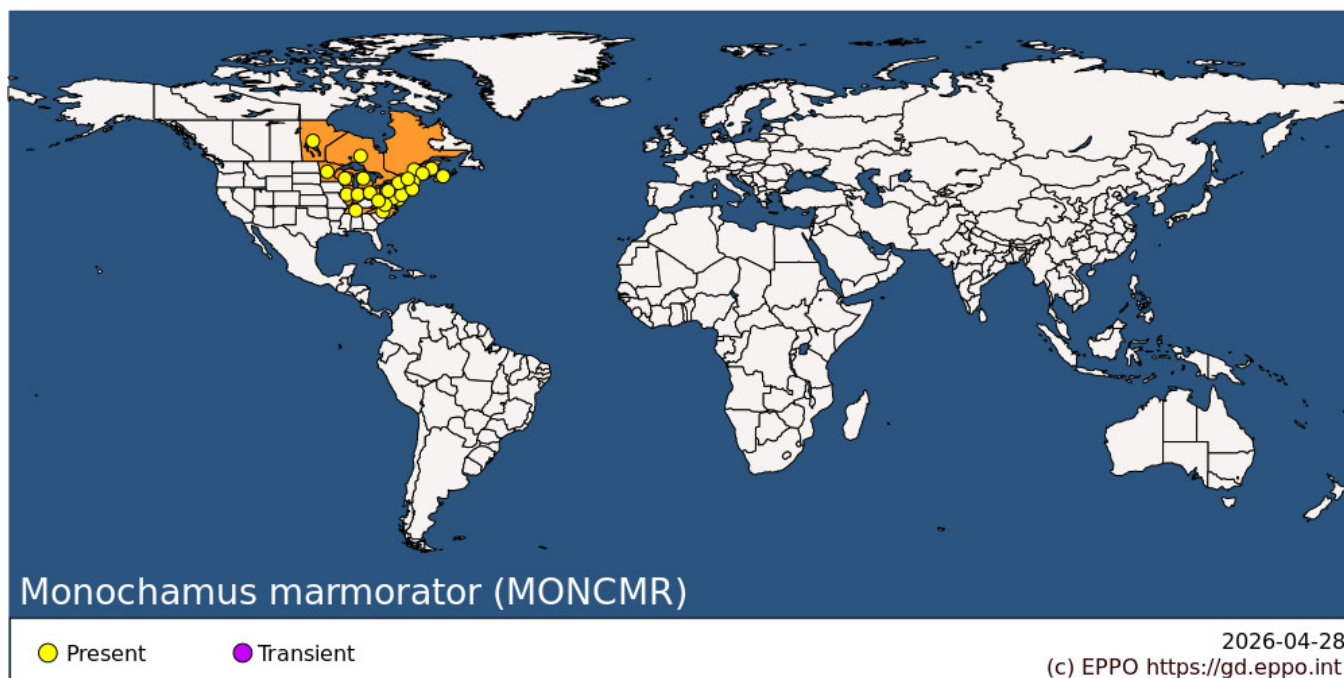 Monochamus marmorator (MONCMR)
Present
Transient
2026-04-28
(c) EPPO https://gd.eppo.int